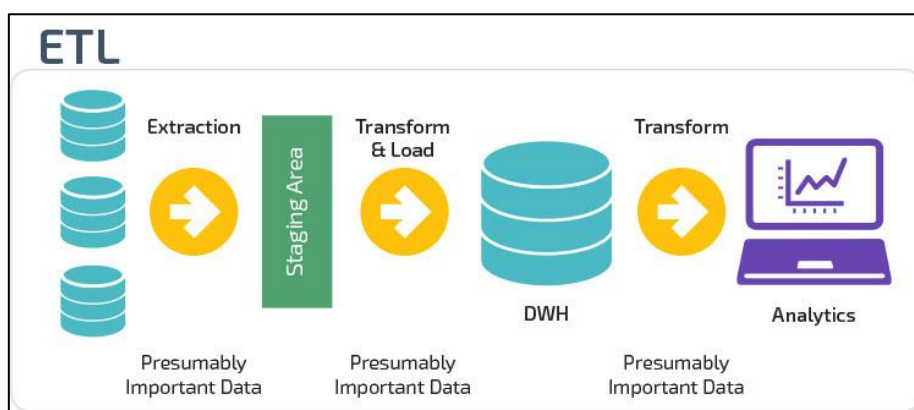 ETL
Extraction
Staging Area
Transform
& Load
Transform
DWH
Analytics
Presumably
Important Data
Presumably
Important Data
Presumably
Important Data